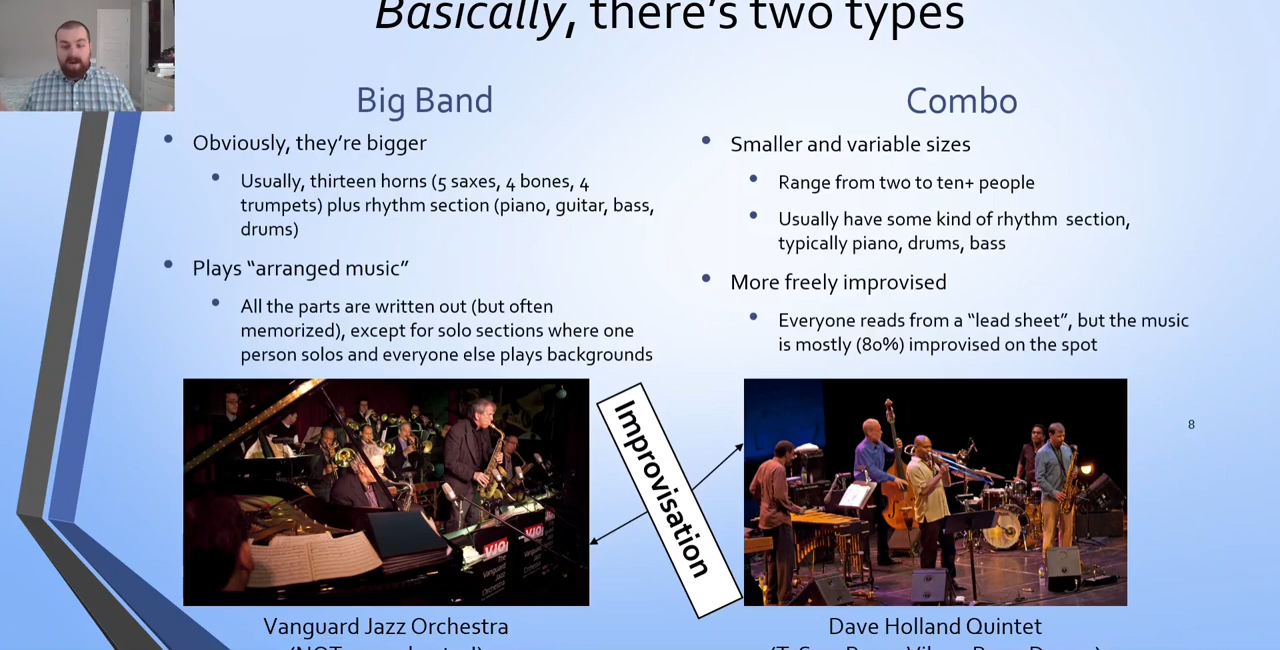 Basically, there's two types
Big Band
Obviously, they're bigger
Usually, thirteen horns (5 saxes, 4 bones, 4
trumpets) plus rhythm section (piano, guitar, bass,
drums)
Plays “arranged music”
All the parts are written out (but often
memorized), except for solo sections where one
person solos and everyone else plays backgrounds
Combo
Smaller and variable sizes
Range from two to ten+ people
Usually have some kind of rhythm section,
typically piano, drums, bass
More freely improvised
Everyone reads from a “lead sheet”, but the music
is mostly (80%) improvised on the spot
Improvisation
8
VJO
The
Vanguard
Jazz
Orchestra
Vanguard Jazz Orchestra
Dave Holland Quintet